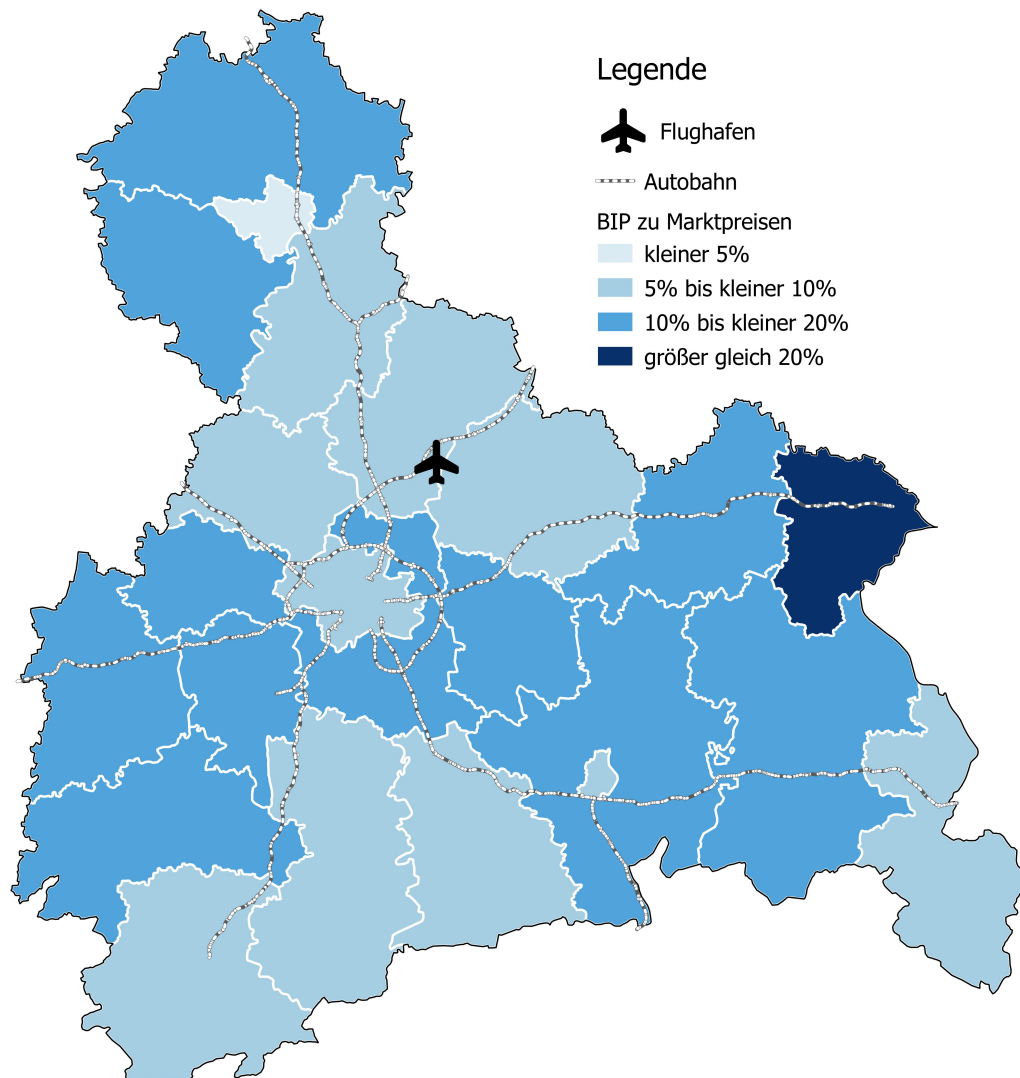 Legende
Flughafen
Autobahn
BIP zu Marktpreisen
kleiner 5%
5% bis kleiner 10%
10% bis kleiner 20%
größer gleich 20%